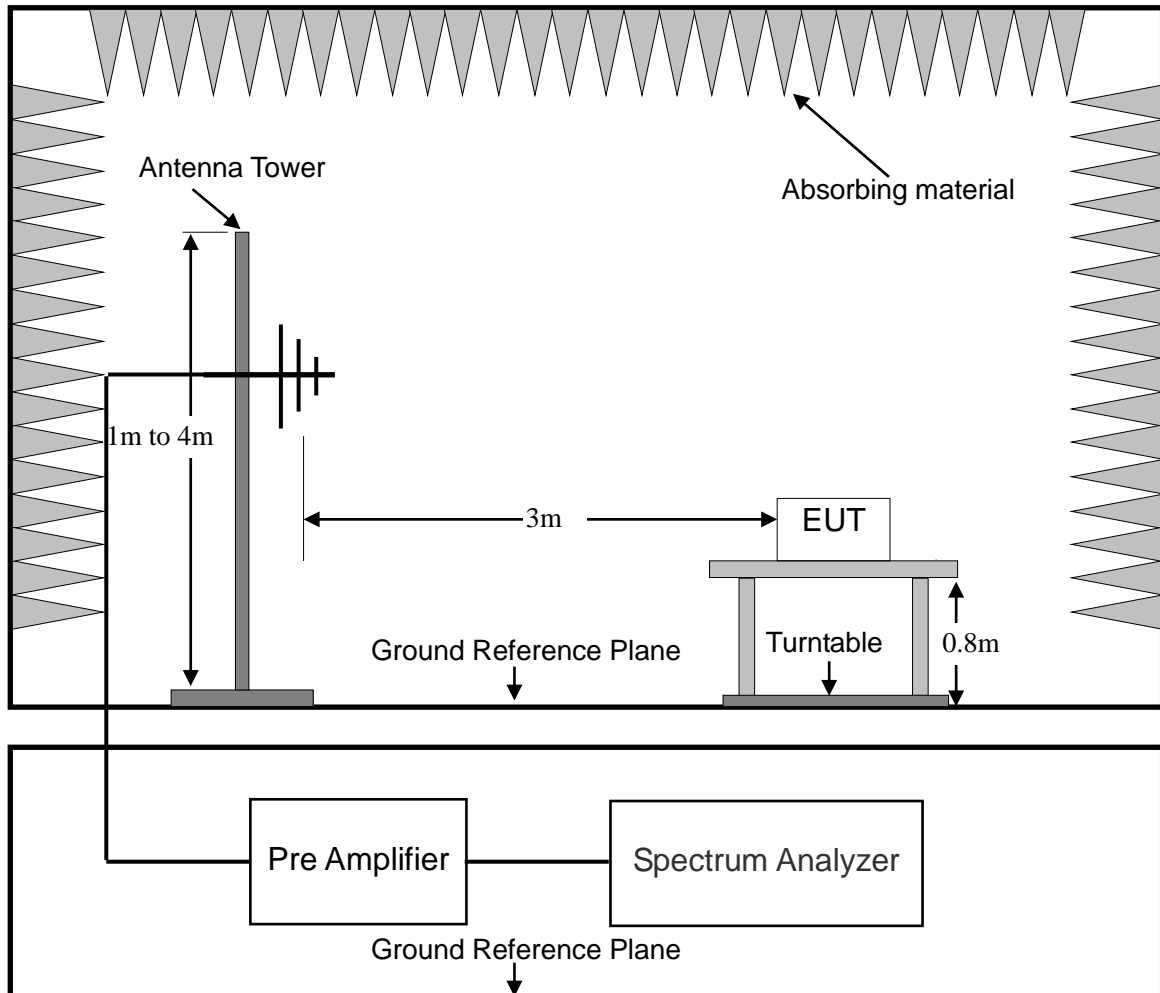 Antenna Tower
Absorbing material
1m to 4m
3m
EUT
Ground Reference Plane
Turntable
0.8m
Pre Amplifier
Spectrum Analyzer
Ground Reference Plane